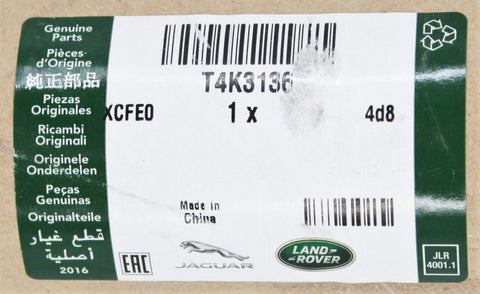 Genuine
Parts
Pièces
d'Origine
純正部品
Piezas
Originales
Ricambi
Originali
Originele
Onderdelen
Peças
Genuinas
Originalteile
قطع غيار
أصلية
2016
T4K3136
XCFE0 1 x 4d8
Made in
China
EAC
JAGUAR
LAND-
ROVER
JLR
4001.1